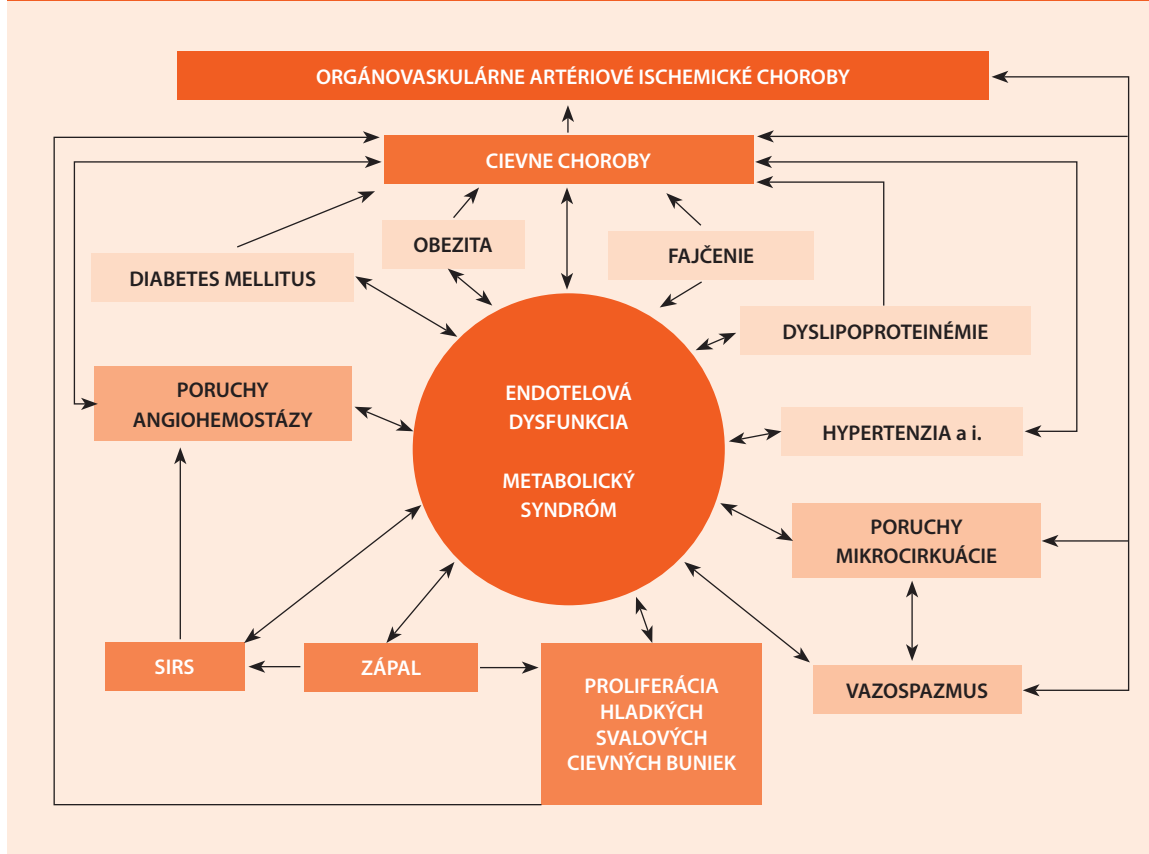 ORGÁNOVASKULÁRNE ARTÉRIOVÉ ISCHEMICKÉ CHOROBY
CIEVNE CHOROBY
OBEZITA
FAJČENIE
DIABETES MELLITUS
DYSLIPOPROTEINÉMIE
PORUCHY
ANGIOHEMOSTÁZY
ENDOTELOVÁ
DYSFUNKCIA
METABOLICKÝ
SYNDRÓM
HYPERTENZIA a i.
PORUCHY
MIKROCIRKUÁCIE
SIRS
ZÁPAL
PROLIFERÁCIA
HLADKÝCH
SVALOVÝCH
CIEVNÝCH BUNIEK
VAZOSPAZMUS